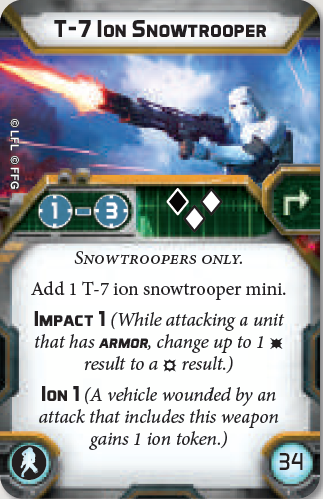 T-7 Ion Snowtrooper
© LFL © FFG
1 - 3
Snowtroopers only.
Add 1 T-7 ion snowtrooper mini.
Impact 1 (While attacking a unit
that has ARMOR, change up to 1
result to a result.)
Ion 1 (A vehicle wounded by an
attack that includes this weapon
gains 1 ion token.)
34